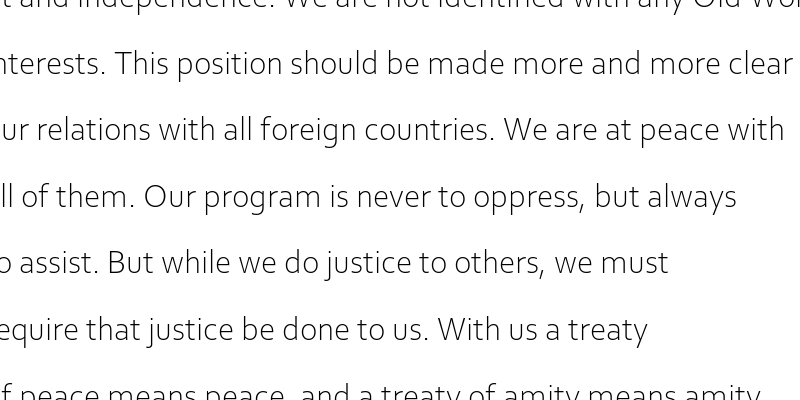 t and independence. We are not identified with any Old Wor
nterests. This position should be made more and more clear
ur relations with all foreign countries. We are at peace with
ll of them. Our program is never to oppress, but always
o assist. But while we do justice to others, we must
equire that justice be done to us. With us a treaty
f peace means peace, and a treaty of amity means amity.